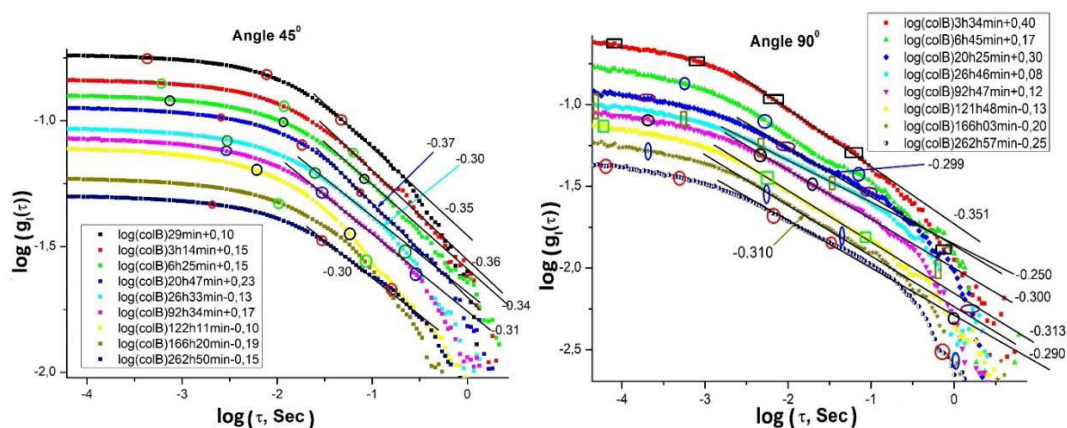 Angle 45⁰
log (gᵢ(τ))
-1.0
-1.5
-2.0
-0.37
-0.30
-0.35
-0.36
-0.34
-0.31
-0.30
log(colB)29min+0,10
log(colB)3h14min+0,15
log(colB)6h25min+0,15
log(colB)20h47min+0,23
log(colB)26h33min-0,13
log(colB)92h34min+0,17
log(colB)122h11min-0,10
log(colB)166h20min-0,19
log(colB)262h50min-0,15
-4 -3 -2 -1 0
log (τ, Sec)
Angle 90⁰
log (gᵢ(τ))
-1.0
-1.5
-2.0
-2.5
log(colB)3h34min+0,40
log(colB)6h45min+0,17
log(colB)20h25min+0,30
log(colB)26h46min+0,08
log(colB)92h47min+0,12
log(colB)121h48min-0,13
log(colB)166h03min-0,20
log(colB)262h57min-0,25
-0.299
-0.351
-0.310
-0.250
-0.300
-0.313
-0.290
-4 -3 -2 -1 0
log (τ, Sec)